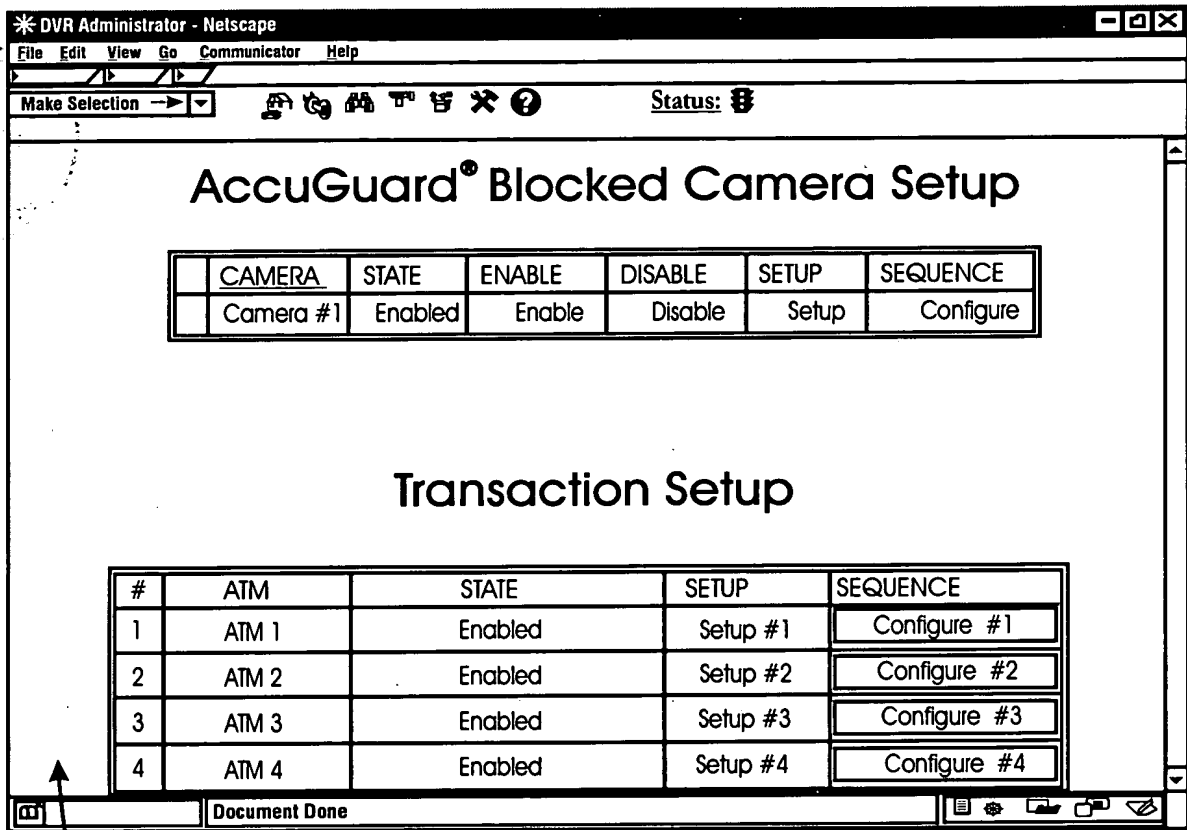 DVR Administrator - Netscape
File Edit View Go Communicator Help
Make Selection Status:
AccuGuard® Blocked Camera Setup
CAMERA STATE ENABLE DISABLE SETUP SEQUENCE
Camera #1 Enabled Enable Disable Setup Configure
Transaction Setup
# ATM STATE SETUP SEQUENCE
1 ATM 1 Enabled Setup #1 Configure #1
2 ATM 2 Enabled Setup #2 Configure #2
3 ATM 3 Enabled Setup #3 Configure #3
4 ATM 4 Enabled Setup #4 Configure #4
Document Done